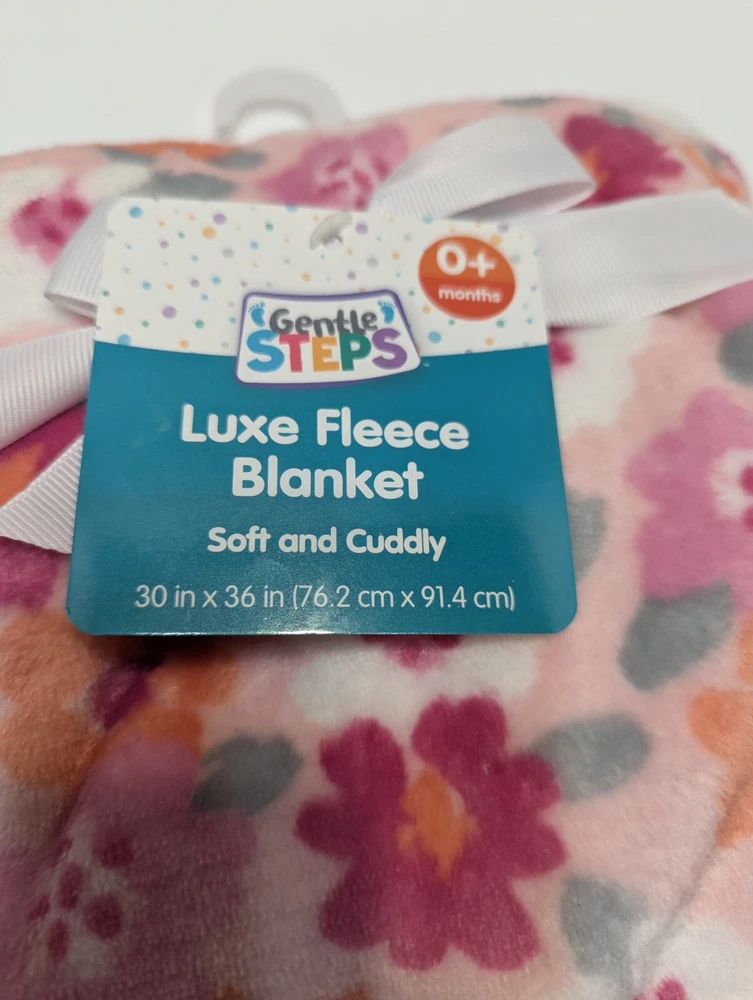 0+
months
Gentle
STEPS
Luxe Fleece
Blanket
Soft and Cuddly
30 in x 36 in (76.2 cm x 91.4 cm)